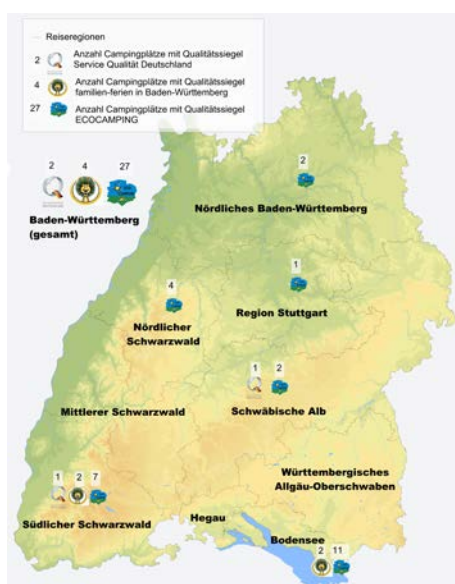 Reiseregionen
2 Anzahl Campingplätze mit Qualitätssiegel
Service Qualität Deutschland
4 Anzahl Campingplätze mit Qualitätssiegel
familien-ferien in Baden-Württemberg
27 Anzahl Campingplätze mit Qualitätssiegel
ECOCAMPING
2 4 27
Baden-Württemberg
(gesamt)
2
Nördliches Baden-Württemberg
1
Region Stuttgart
4
Nördlicher
Schwarzwald
1 2
Schwäbische Alb
Mittlerer Schwarzwald
Württembergisches
Allgäu-Oberschwaben
1 2 7
Südlicher Schwarzwald
Hegau
Bodensee
2 11